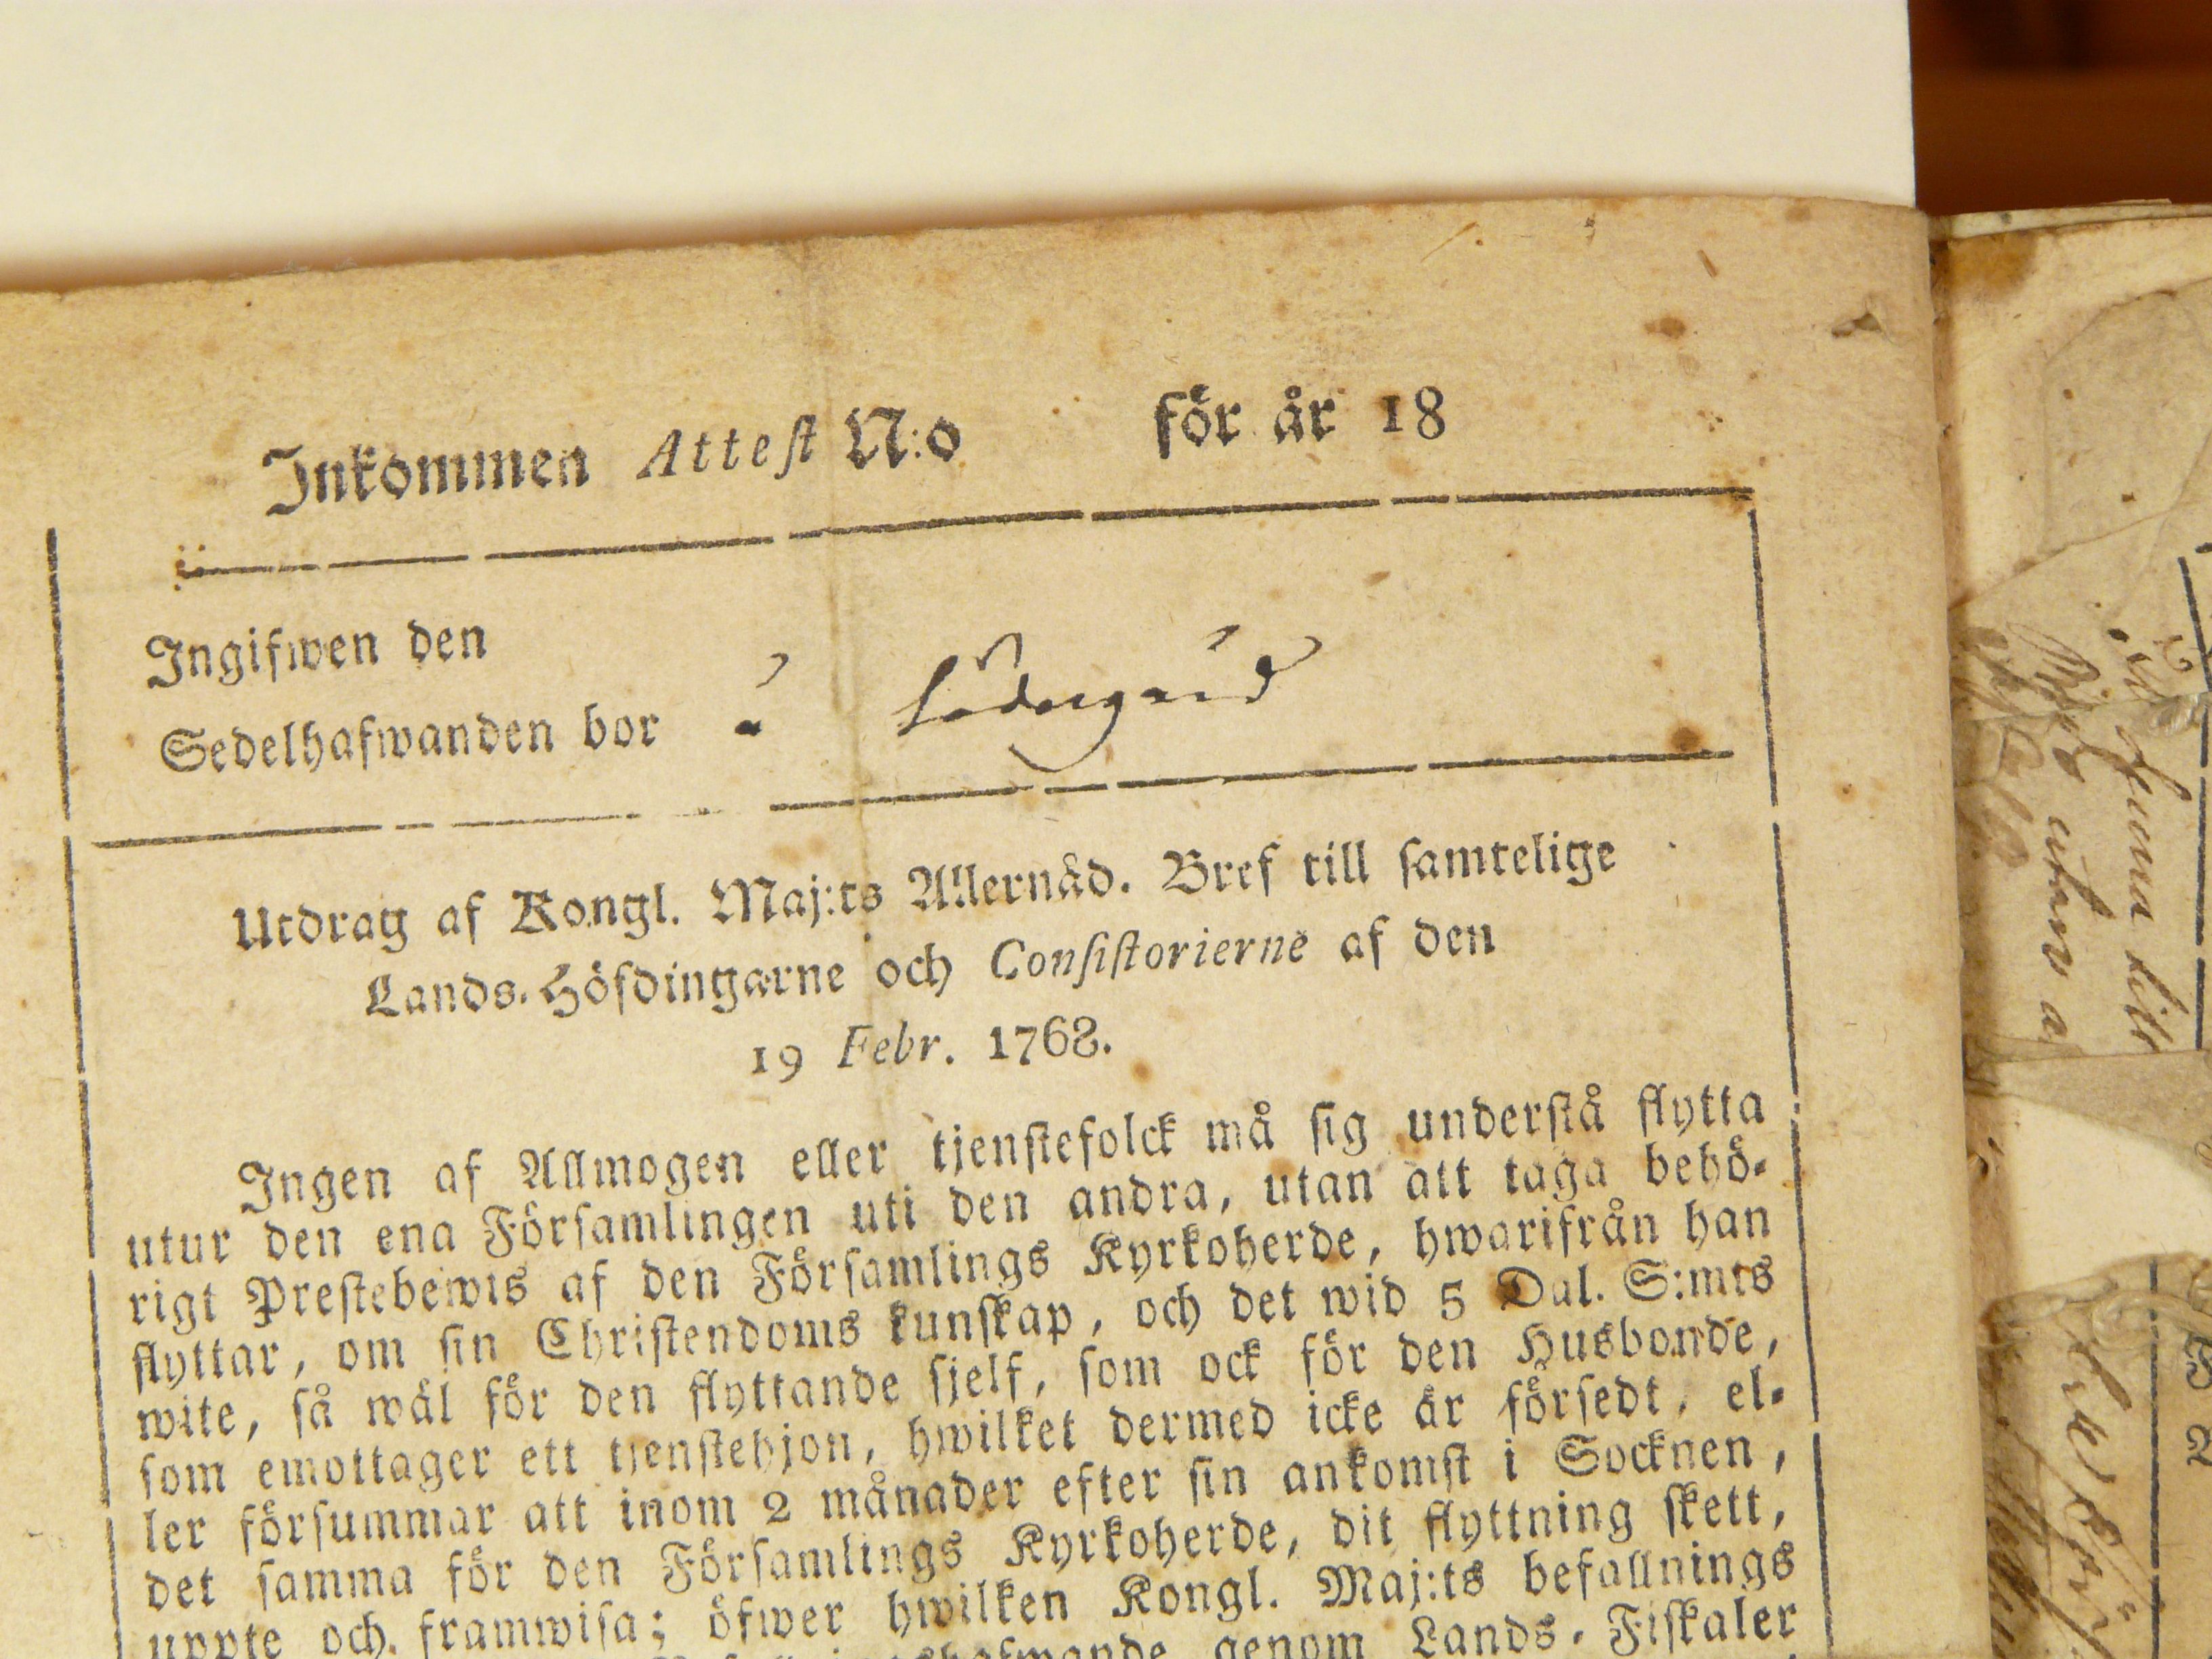 Inkommen Attest N:o för år 18
Ingifwen den
Sedelhafwanden bor i
Utdrag af Kongl. Maj:ts Allernåd. Bref till samtelige
Lands-Höfdingarne och Consistorierne af den
19 Febr. 1768.
Ingen af Allmogen eller tjenstefolck må sig understå flytta
utur den ena Församlingen uti den andra, utan att taga behö-
rigt Prestebewis af den Församlings Kyrkoherde, hwarifrån han
flyttar, om sin Christendoms kunskap, och det wid 5 Dal. S:mts
wite, så wäl för den flyttande sjelf, som ock för den Husbonde,
som emottager ett tjenstehjon, hwilket dermed icke är försedt, el-
ler försummar att inom 2 månader efter sin ankomst i Socknen,
det samma för den Församlings Kyrkoherde, dit flyttning skett,
uppte och framwisa; öfwer hwilken Kongl. Maj:ts befallnings
genom Lands-Fiskaler